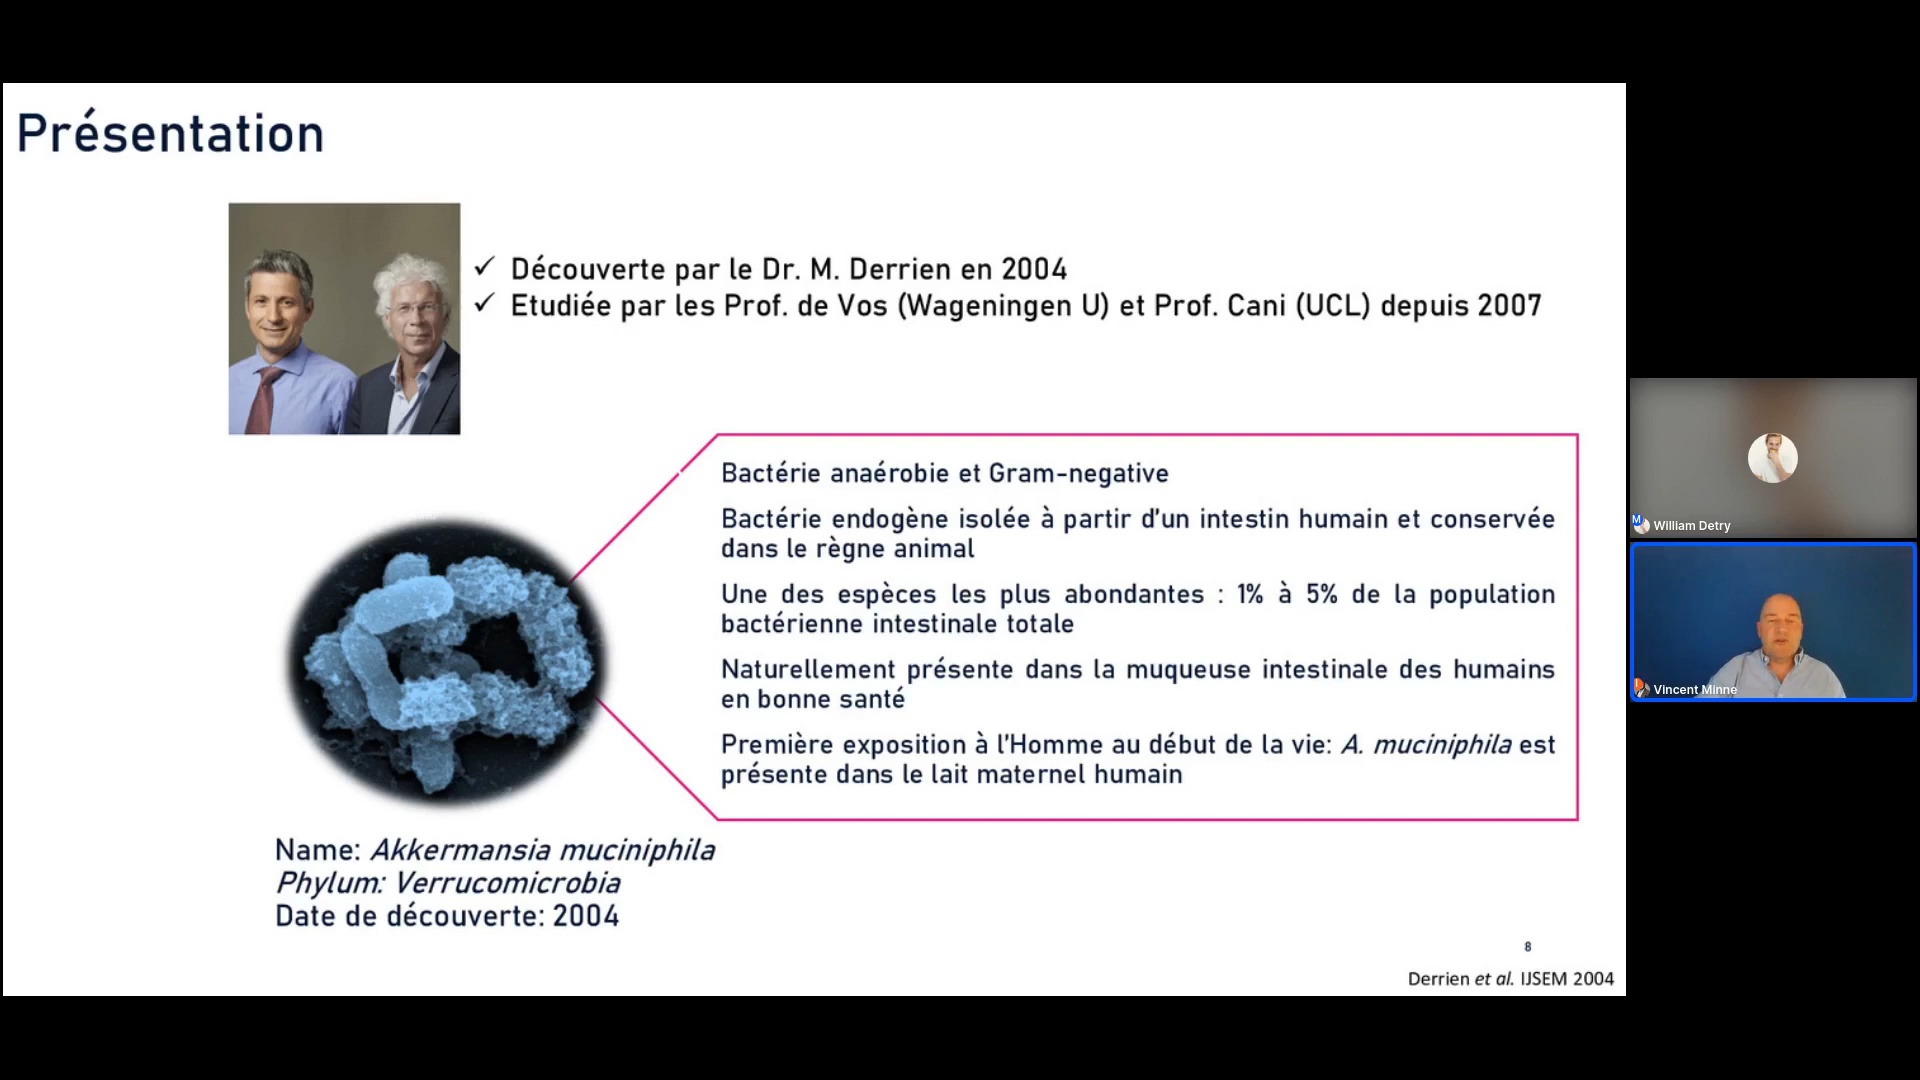 Présentation
✓ Découverte par le Dr. M. Derrien en 2004
✓ Etudiée par les Prof. de Vos (Wageningen U) et Prof. Cani (UCL) depuis 2007
Bactérie anaérobie et Gram-negative
Bactérie endogène isolée à partir d'un intestin humain et conservée
dans le règne animal
Une des espèces les plus abondantes : 1% à 5% de la population
bactérienne intestinale totale
Naturellement présente dans la muqueuse intestinale des humains
en bonne santé
Première exposition à l'Homme au début de la vie: A. muciniphila est
présente dans le lait maternel humain
Name: Akkermansia muciniphila
Phylum: Verrucomicrobia
Date de découverte: 2004
8
Derrien et al. IJSEM 2004
M
William Detry
Vincent Minne